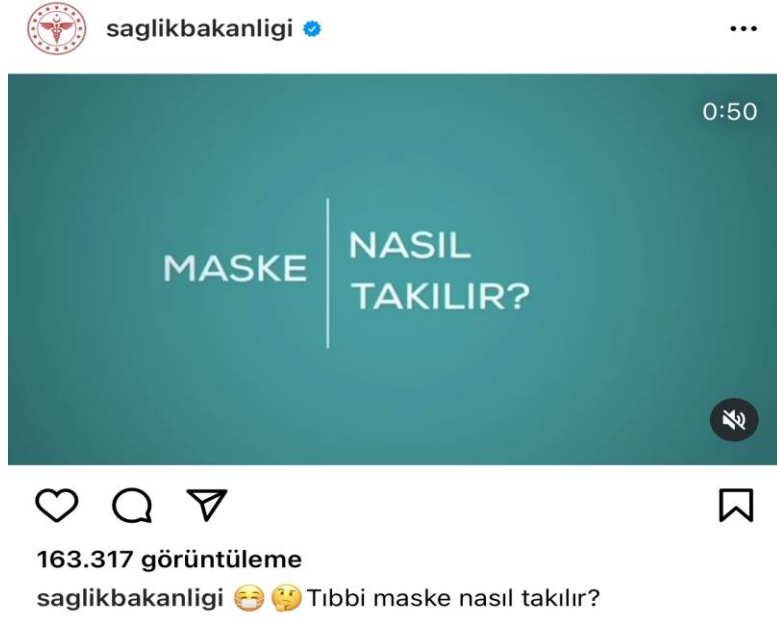 saglikbakanligi
0:50
MASKE
NASIL
TAKILIR?
163.317 görüntüleme
saglikbakanligi 😷 🤔 Tıbbi maske nasıl takılır?